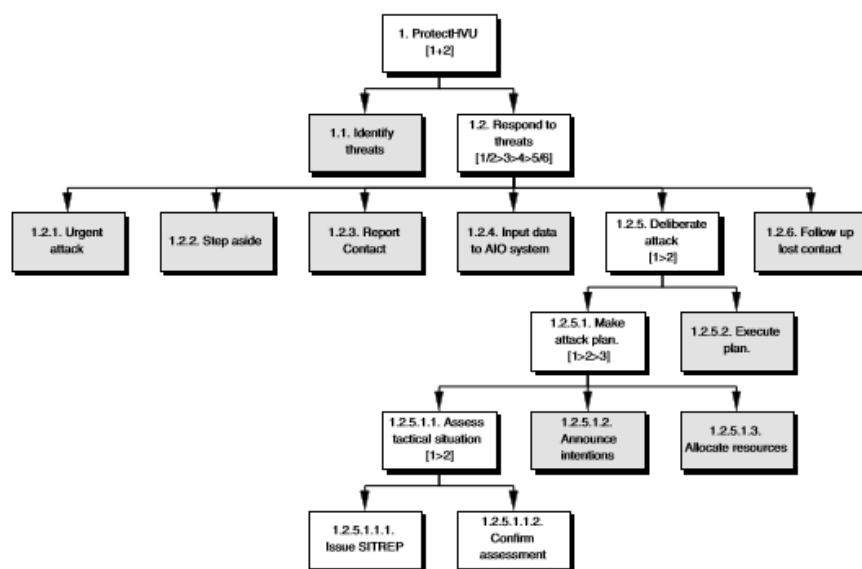 1. ProtectHVU
[1+2]
1.1. Identify
threats
1.2. Respond to
threats
[1/2>3>4>5/6]
1.2.1. Urgent
attack
1.2.2. Step aside
1.2.3. Report
Contact
1.2.4. Input data
to AIO system
1.2.5. Deliberate
attack
[1>2]
1.2.6. Follow up
lost contact
1.2.5.1. Make
attack plan.
[1>2>3]
1.2.5.2. Execute
plan.
1.2.5.1.1. Assess
tactical situation
[1>2]
1.2.5.1.2.
Announce
intentions
1.2.5.1.3.
Allocate resources
1.2.5.1.1.1.
Issue SITREP
1.2.5.1.1.2.
Confirm
assessment